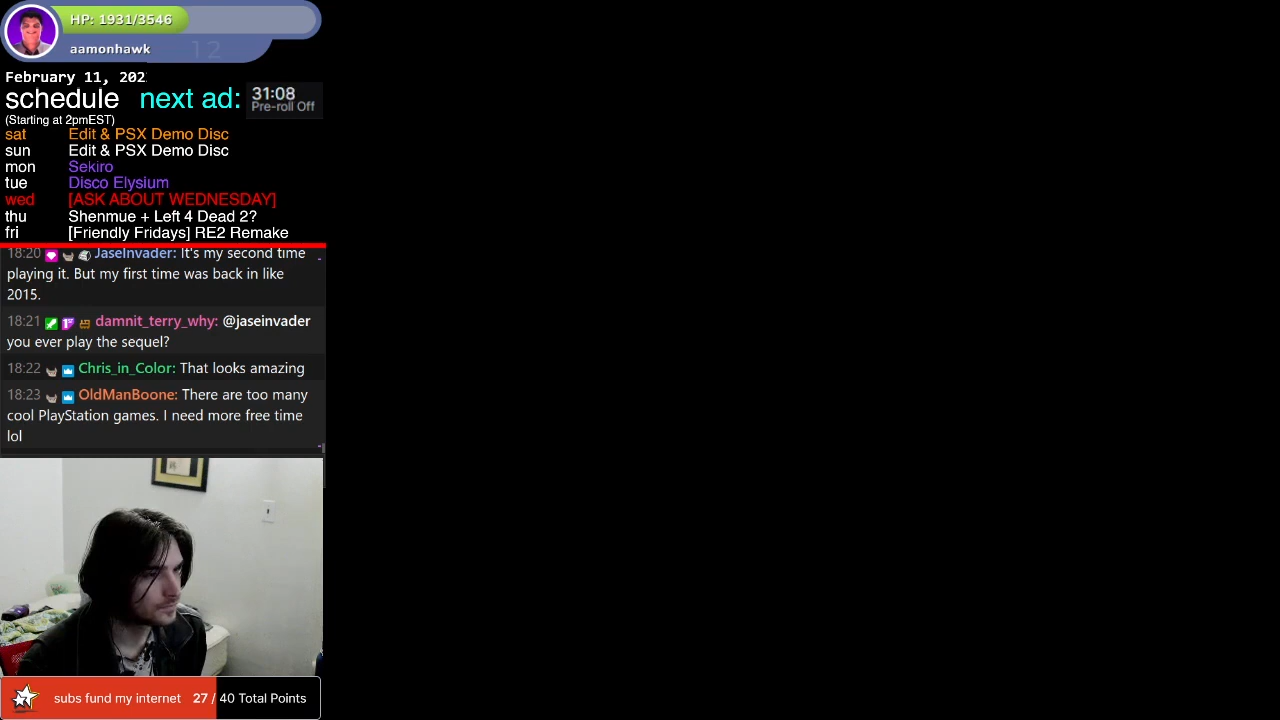 HP: 1931/3546
aamonhawk 12
February 11, 202
schedule next ad: 31:08
Pre-roll Off
(Starting at 2pmEST)
sat Edit & PSX Demo Disc
sun Edit & PSX Demo Disc
mon Sekiro
tue Disco Elysium
wed [ASK ABOUT WEDNESDAY]
thu Shenmue + Left 4 Dead 2?
fri [Friendly Fridays] RE2 Remake
18:20 JaseInvader: It's my second time
playing it. But my first time was back in like
2015.
18:21 damnit_terry_why: @jaseinvader
you ever play the sequel?
18:22 Chris_in_Color: That looks amazing
18:23 OldManBoone: There are too many
cool PlayStation games. I need more free time
lol
subs fund my internet 27 / 40 Total Points